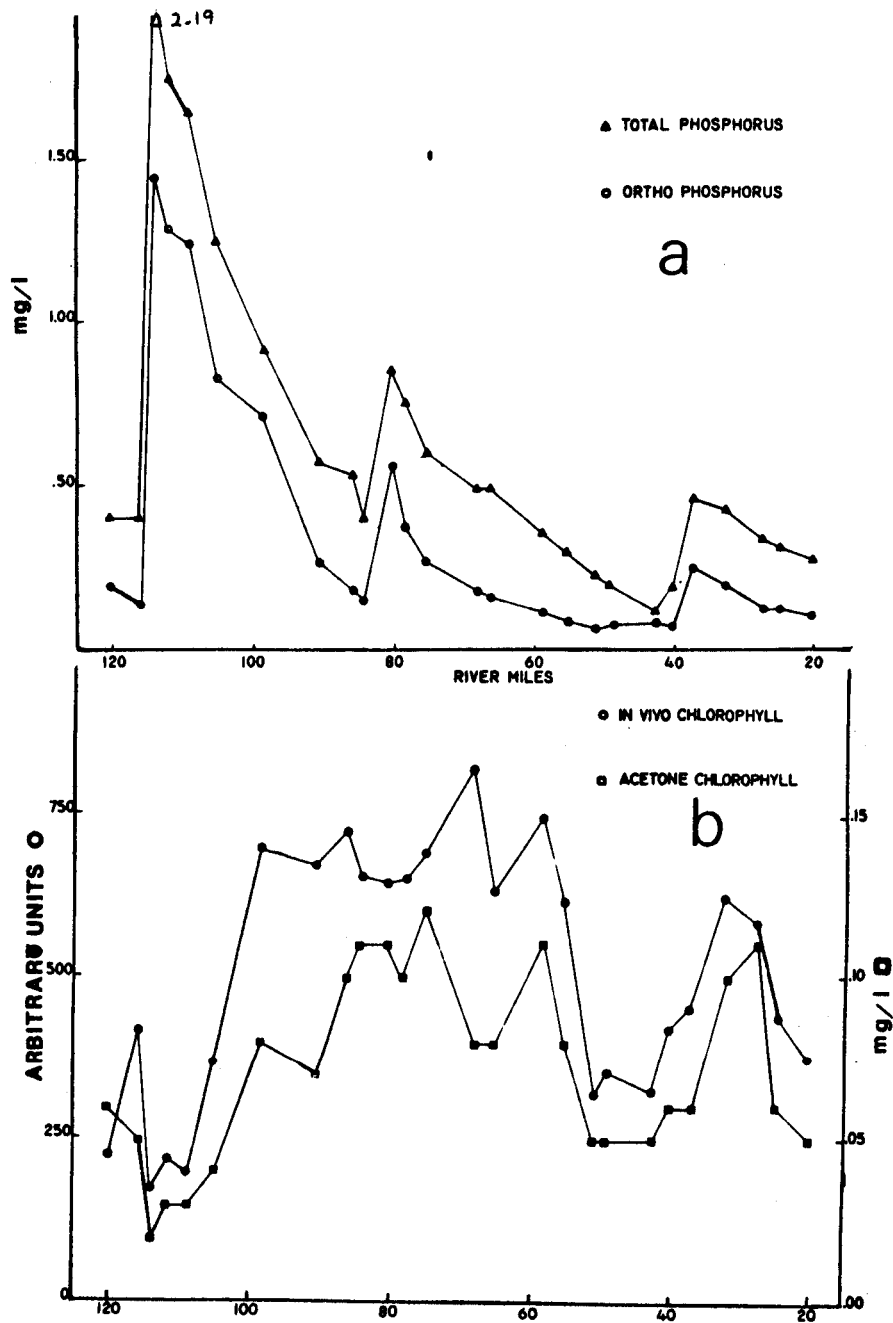 2.19
▲ TOTAL PHOSPHORUS
○ ORTHO PHOSPHORUS
a
mg/l
1.50
1.00
.50
120 100 80 60 40 20
RIVER MILES
○ IN VIVO CHLOROPHYLL
□ ACETONE CHLOROPHYLL
b
ARBITRARY UNITS O
750
500
250
0
.15
.10
.05
.00
mg/l □
120 100 80 60 40 20